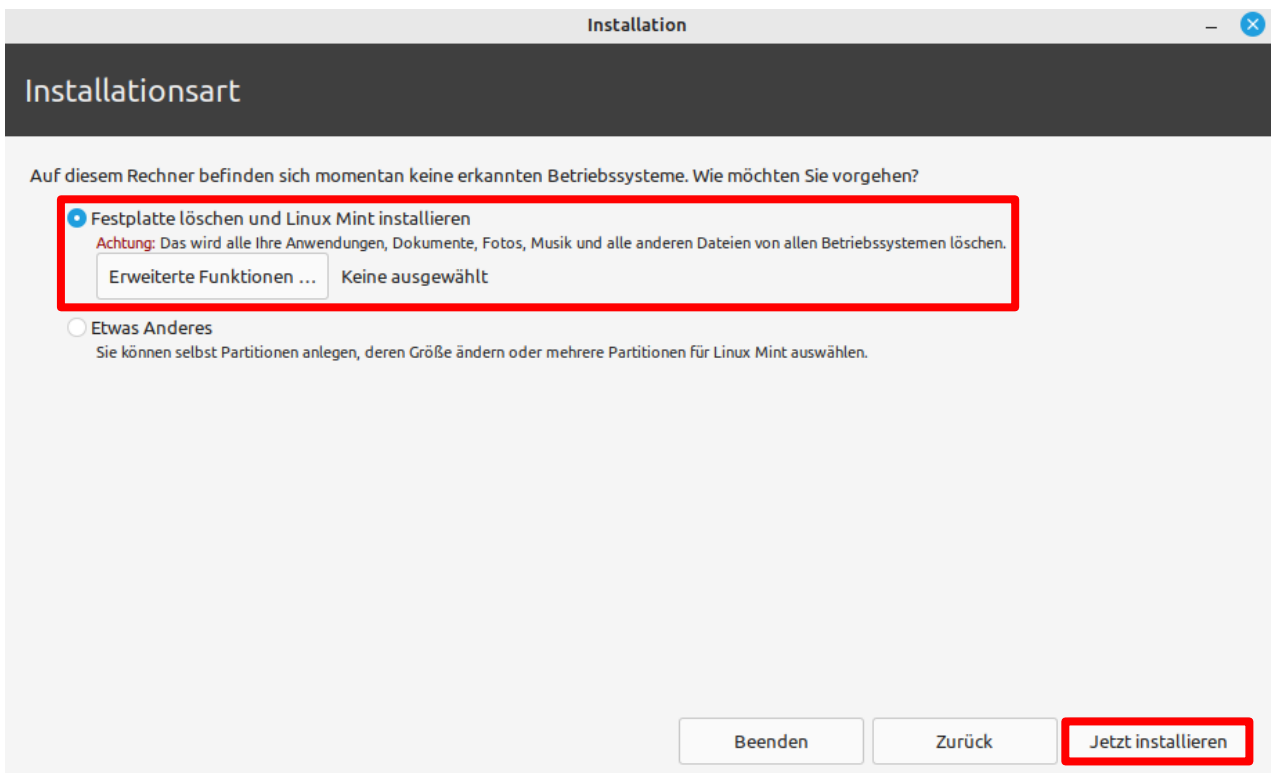 Installation
Installationsart
Auf diesem Rechner befinden sich momentan keine erkannten Betriebssysteme. Wie möchten Sie vorgehen?
Festplatte löschen und Linux Mint installieren
Achtung: Das wird alle Ihre Anwendungen, Dokumente, Fotos, Musik und alle anderen Dateien von allen Betriebssystemen löschen.
Erweiterte Funktionen ... Keine ausgewählt
Etwas Anderes
Sie können selbst Partitionen anlegen, deren Größe ändern oder mehrere Partitionen für Linux Mint auswählen.
Beenden Zurück Jetzt installieren